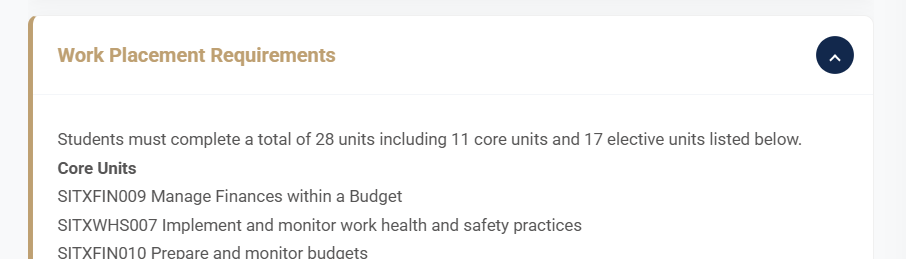 Work Placement Requirements
Students must complete a total of 28 units including 11 core units and 17 elective units listed below.
Core Units
SITXFIN009 Manage Finances within a Budget
SITXWHS007 Implement and monitor work health and safety practices
SITXFIN010 Prepare and monitor budgets